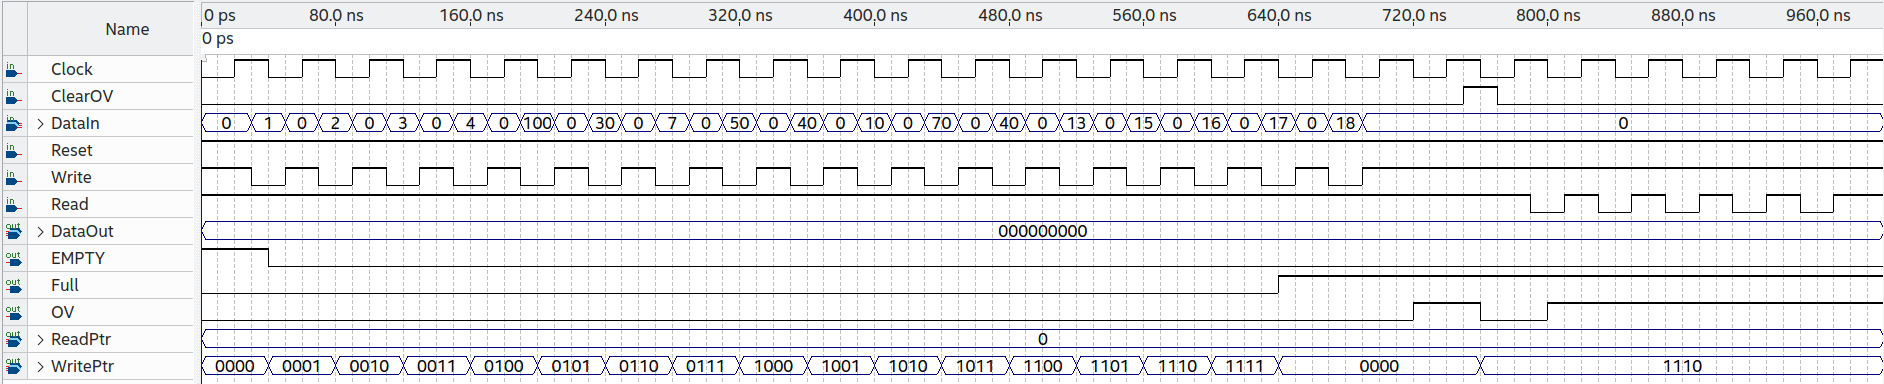 Name
0 ps 80.0 ns 160.0 ns 240.0 ns 320.0 ns 400.0 ns 480.0 ns 560.0 ns 640.0 ns 720.0 ns 800.0 ns 880.0 ns 960.0 ns
0 ps
in Clock
in ClearOV
in > DataIn 0 1 0 2 0 3 0 4 0 100 0 30 0 7 0 50 0 40 0 10 0 70 0 40 0 13 0 15 0 16 0 17 0 18 0
in Reset
in Write
in Read
out > DataOut 000000000
out EMPTY
out Full
out OV
out > ReadPtr 0
out > WritePtr 0000 0001 0010 0011 0100 0101 0110 0111 1000 1001 1010 1011 1100 1101 1110 1111 0000 1110